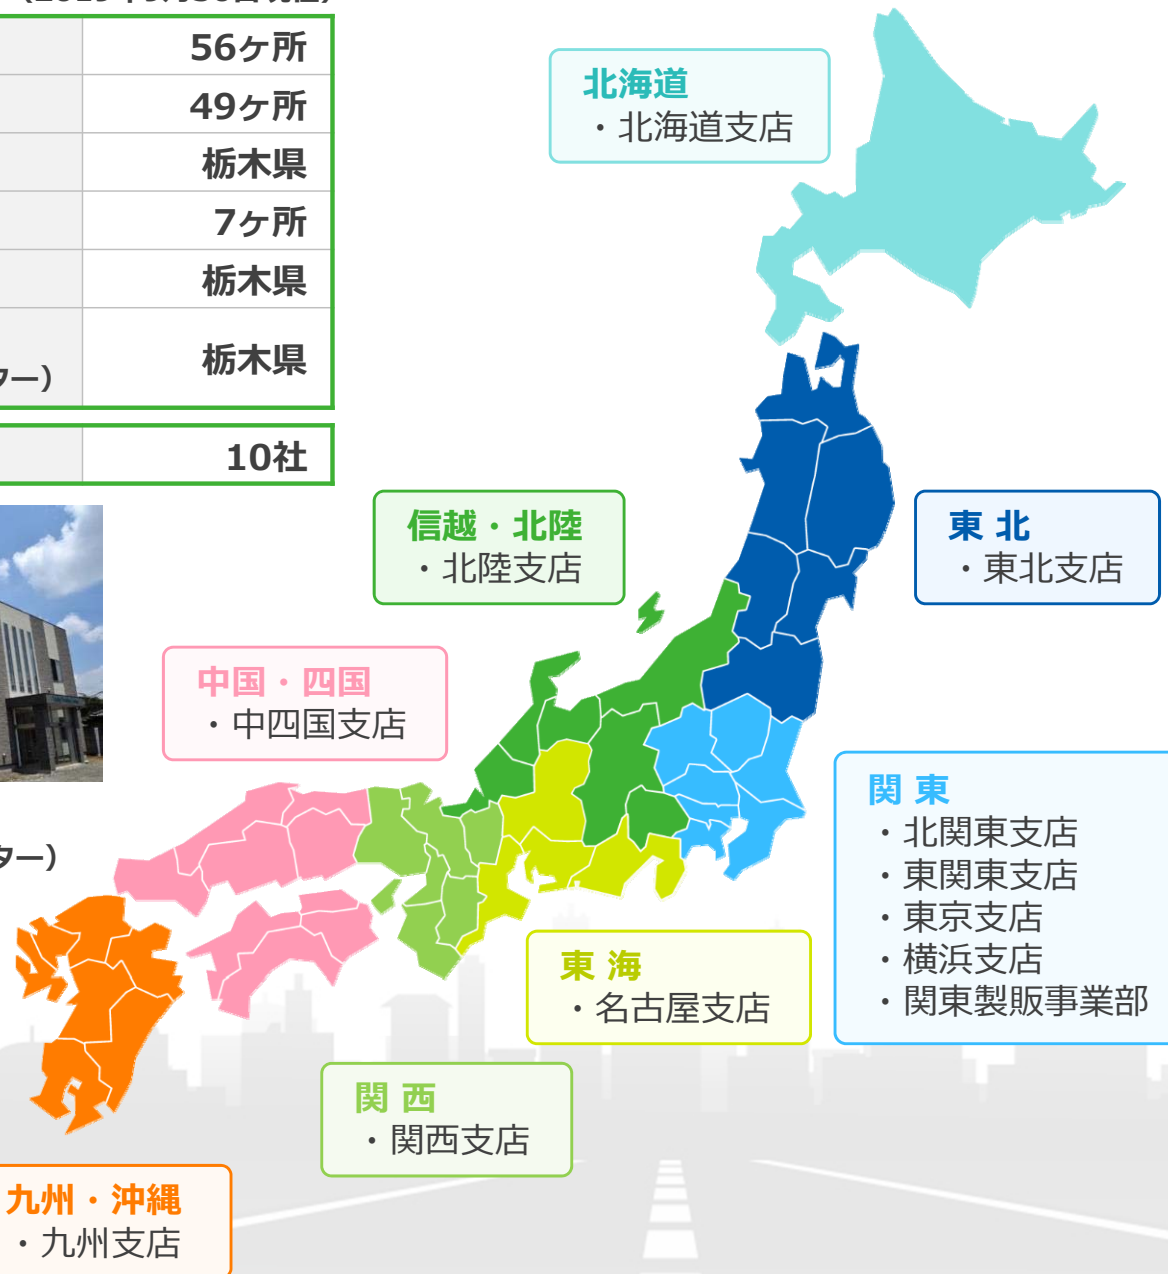 56ヶ所
49ヶ所
栃木県
7ヶ所
栃木県
ター）
栃木県
10社
ター）
北海道
・北海道支店
信越・北陸
・北陸支店
東 北
・東北支店
中国・四国
・中四国支店
関 東
・北関東支店
・東関東支店
・東京支店
・横浜支店
・関東製販事業部
東 海
・名古屋支店
関 西
・関西支店
九州・沖縄
・九州支店